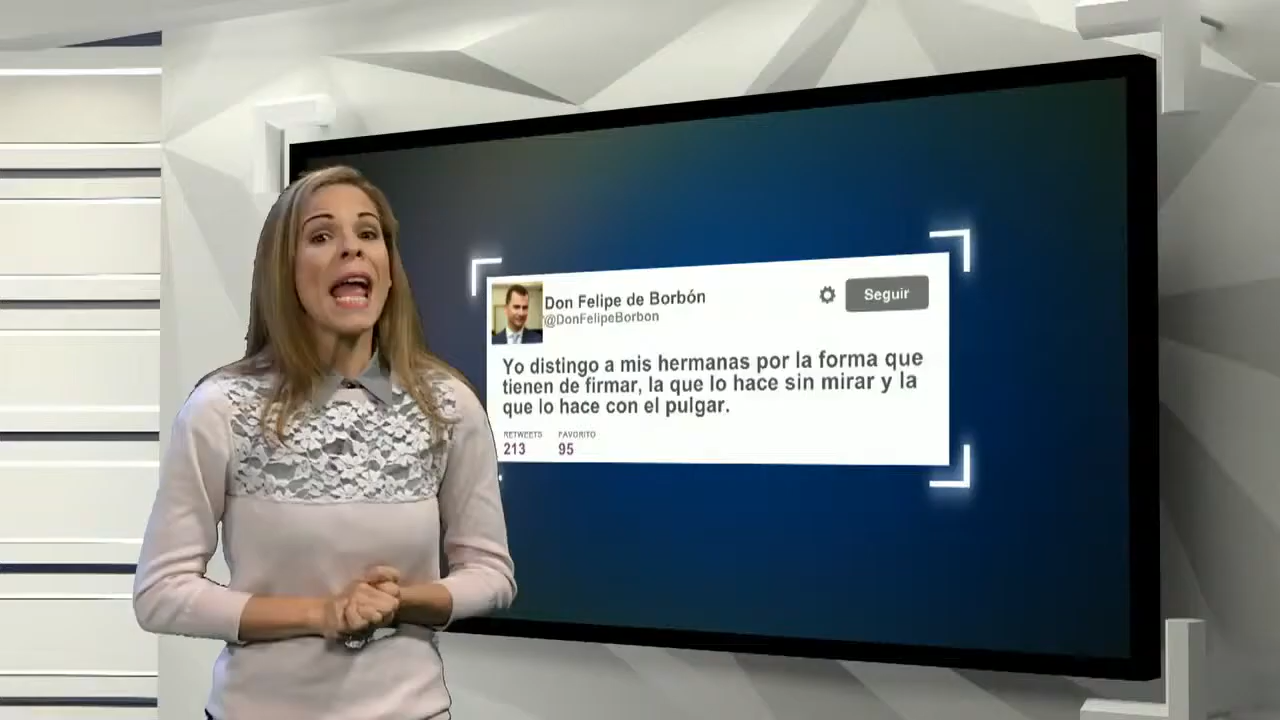 Don Felipe de Borbón
@DonFelipeBorbon
Seguir
Yo distingo a mis hermanas por la forma que
tienen de firmar, la que lo hace sin mirar y la
que lo hace con el pulgar.
RETWEETS FAVORITO
213 95